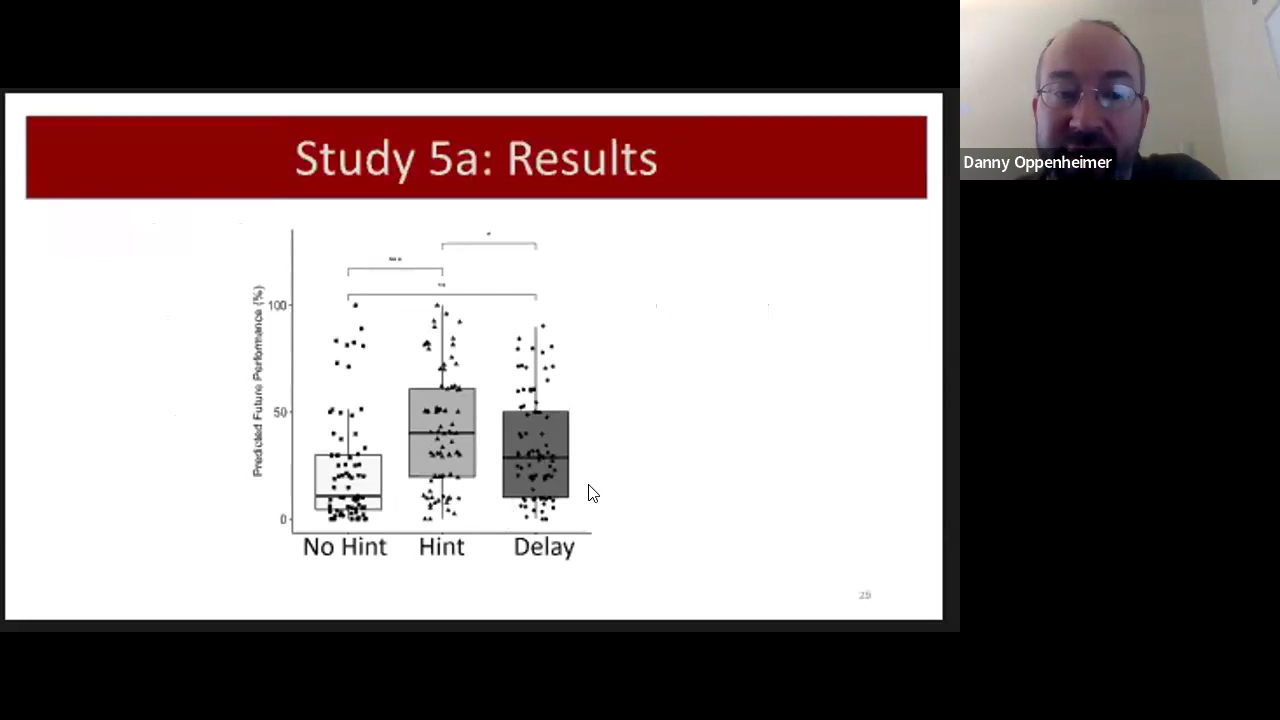 Study 5a: Results
Danny Oppenheimer
*
***
**
Predicted Future Performance (%)
100
50
0
No Hint Hint Delay